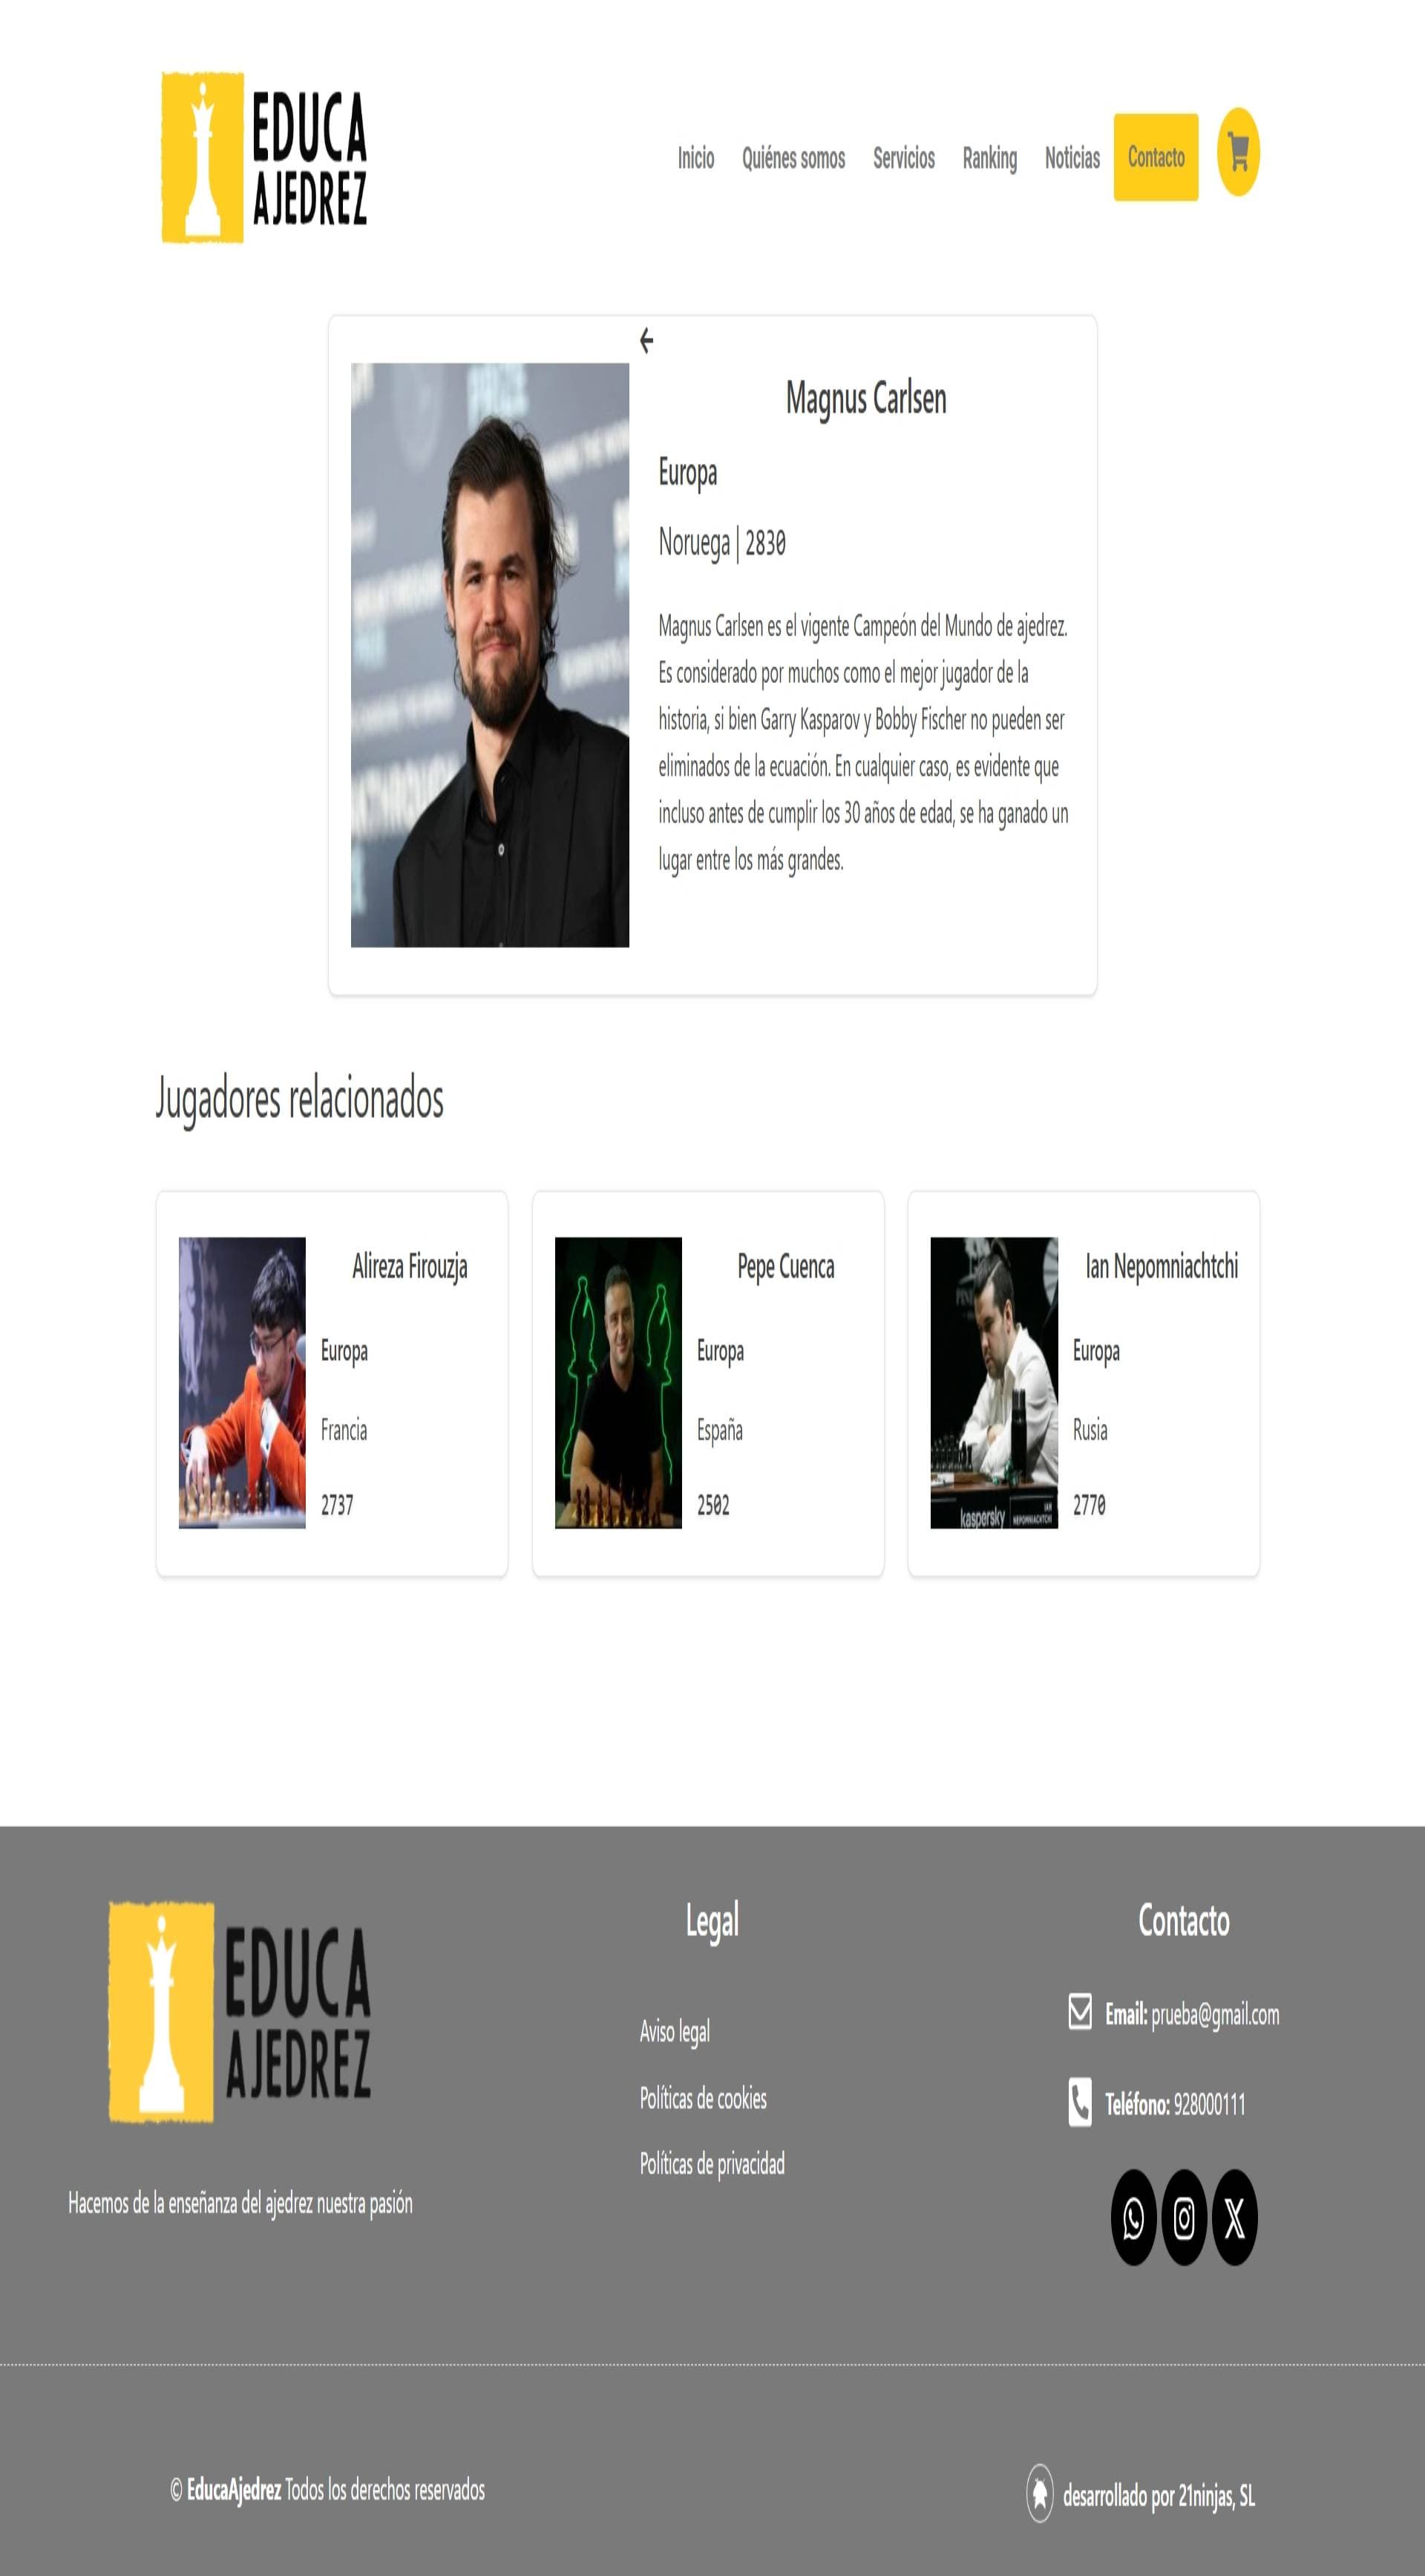 EDUCA
AJEDREZ
Inicio
Quiénes somos
Servicios
Ranking
Noticias
Contacto
Magnus Carlsen
Europa
Noruega | 2830
Magnus Carlsen es el vigente Campeón del Mundo de ajedrez.
Es considerado por muchos como el mejor jugador de la
historia, si bien Garry Kasparov y Bobby Fischer no pueden ser
eliminados de la ecuación. En cualquier caso, es evidente que
incluso antes de cumplir los 30 años de edad, se ha ganado un
lugar entre los más grandes.
Jugadores relacionados
Alireza Firouzja
Europa
Francia
2737
Pepe Cuenca
Europa
España
2502
Ian Nepomniachtchi
Europa
Rusia
2770
kaspersky
IAN
NEPOMNIACHTCHI
EDUCA
AJEDREZ
Hacemos de la enseñanza del ajedrez nuestra pasión
Legal
Aviso legal
Políticas de cookies
Políticas de privacidad
Contacto
Email: prueba@gmail.com
Teléfono: 928000111
© EducaAjedrez Todos los derechos reservados
desarrollado por 21ninjas, SL